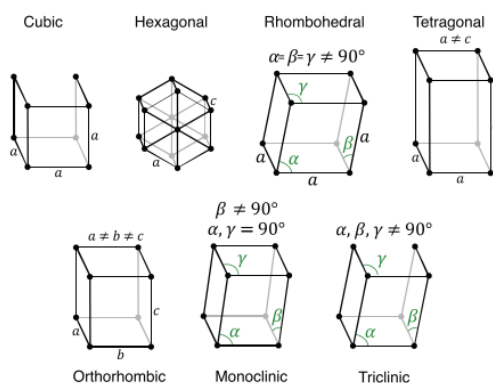 Cubic
Hexagonal
Rhombohedral
Tetragonal
α=β=γ ≠ 90°
a ≠ c
γ
c
a
a
a
a
a
α
β
a
a
c
a
a
β ≠ 90°
α, γ = 90°
α, β, γ ≠ 90°
a ≠ b ≠ c
γ
γ
c
a
α
β
α
β
b
Orthorhombic
Monoclinic
Triclinic